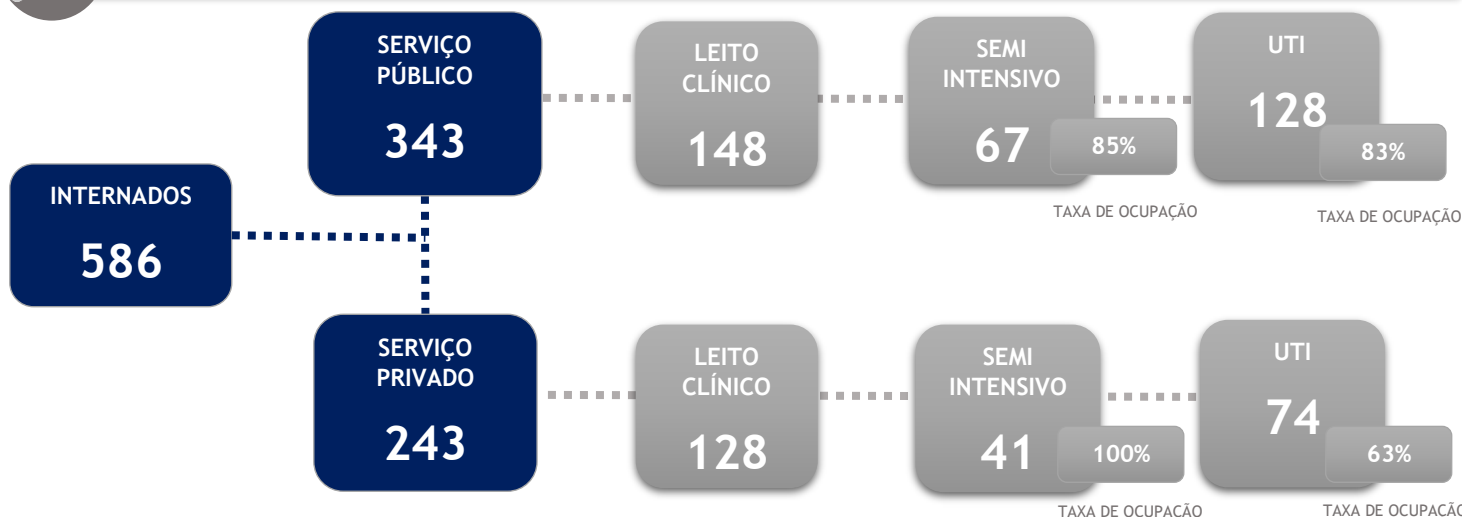 INTERNADOS
586
SERVIÇO
PÚBLICO
343
LEITO
CLÍNICO
148
SEMI
INTENSIVO
67
85%
TAXA DE OCUPAÇÃO
UTI
128
83%
TAXA DE OCUPAÇÃO
SERVIÇO
PRIVADO
243
LEITO
CLÍNICO
128
SEMI
INTENSIVO
41
100%
TAXA DE OCUPAÇÃO
UTI
74
63%
TAXA DE OCUPAÇÃO